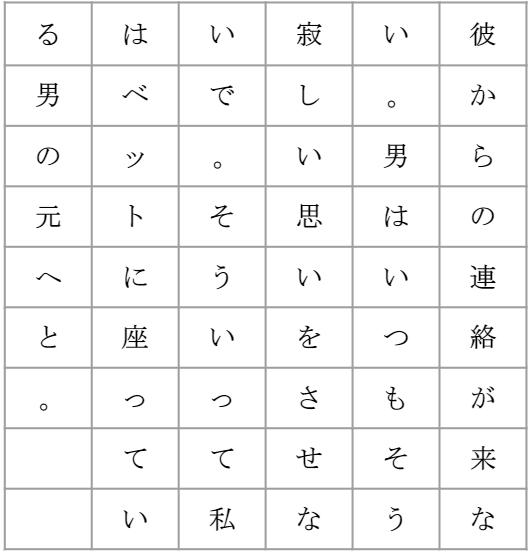 彼からの連絡が来な
い。男はいつもそう
寂しい思いをさせな
いで。そういって私
はベットに座ってい
る男の元へと。